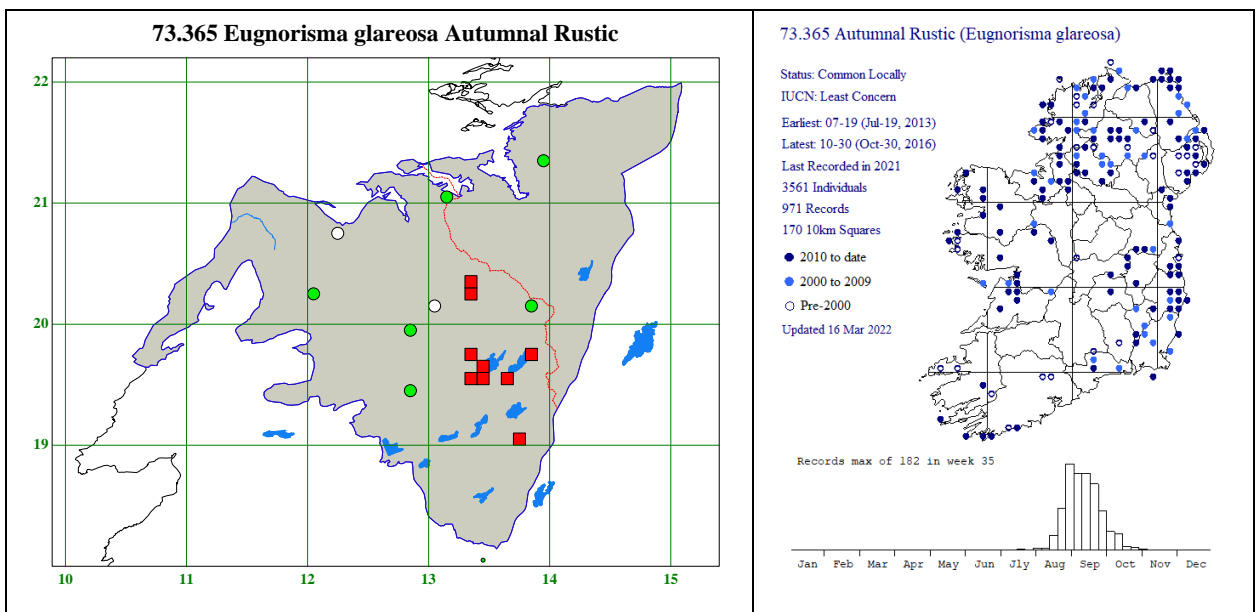 73.365 Eugnorisma glareosa Autumnal Rustic
22
21
20
19
10 11 12 13 14 15
73.365 Autumnal Rustic (Eugnorisma glareosa)
Status: Common Locally
IUCN: Least Concern
Earliest: 07-19 (Jul-19, 2013)
Latest: 10-30 (Oct-30, 2016)
Last Recorded in 2021
3561 Individuals
971 Records
170 10km Squares
2010 to date
2000 to 2009
Pre-2000
Updated 16 Mar 2022
Records max of 182 in week 35
Jan Feb Mar Apr May Jun Jly Aug Sep Oct Nov Dec